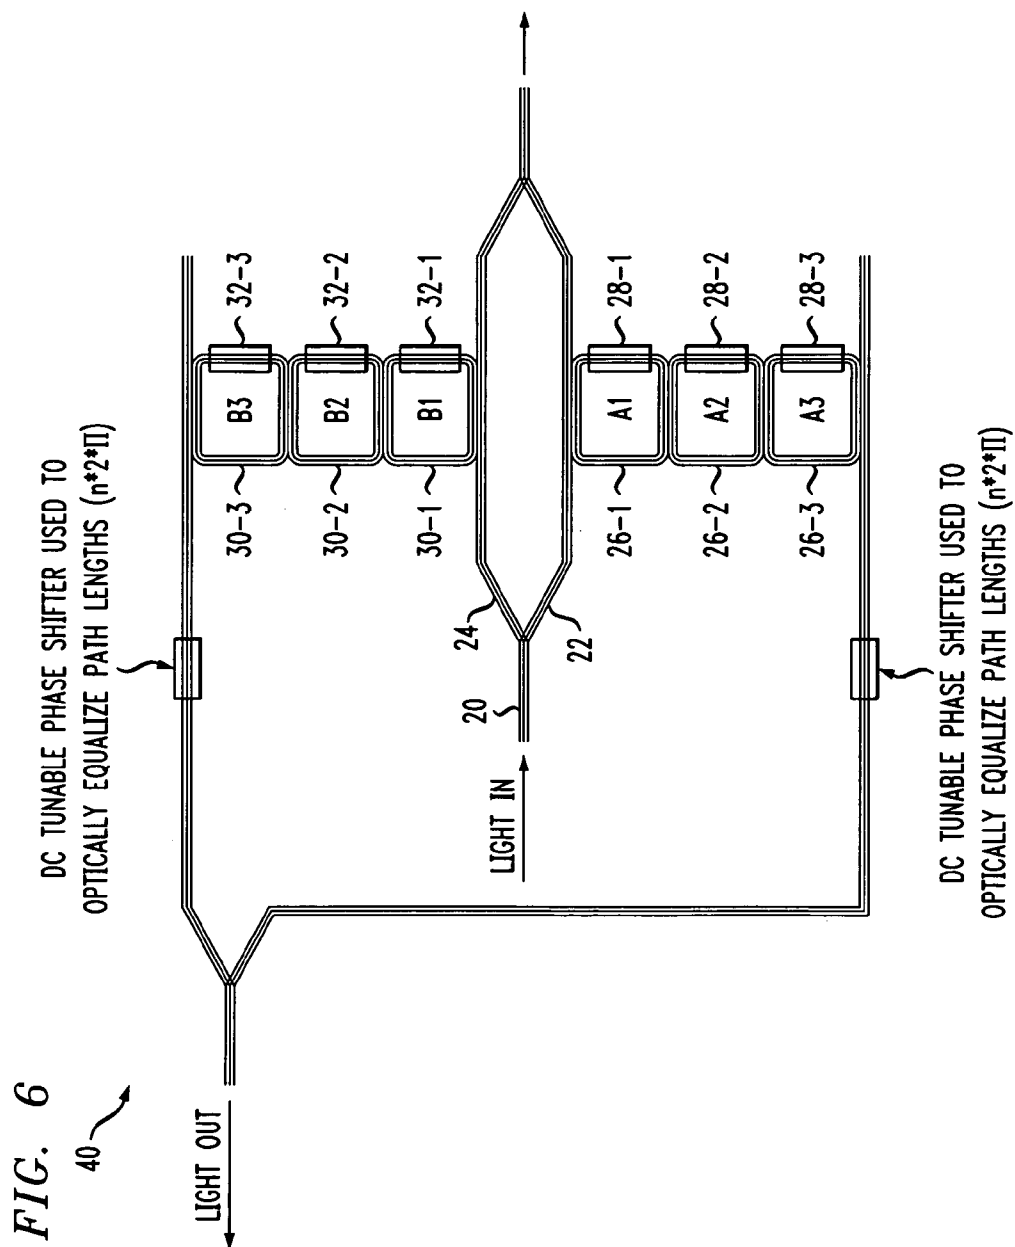 FIG. 6
40
DC TUNABLE PHASE SHIFTER USED TO
OPTICALLY EQUALIZE PATH LENGTHS (n*2*Π)
LIGHT OUT
30-3
B3
32-3
30-2
B2
32-2
30-1
B1
32-1
LIGHT IN
20
24
22
26-1
A1
28-1
26-2
A2
28-2
26-3
A3
28-3
DC TUNABLE PHASE SHIFTER USED TO
OPTICALLY EQUALIZE PATH LENGTHS (n*2*Π)